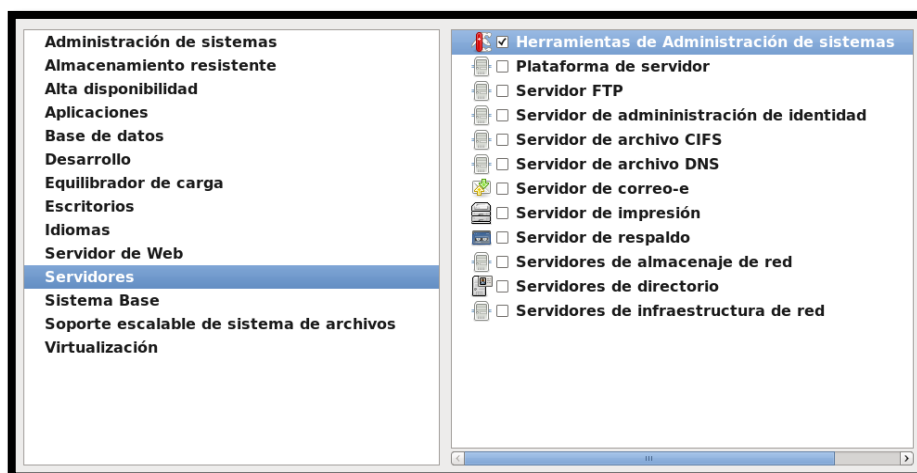 Administración de sistemas
Almacenamiento resistente
Alta disponibilidad
Aplicaciones
Base de datos
Desarrollo
Equilibrador de carga
Escritorios
Idiomas
Servidor de Web
Servidores
Sistema Base
Soporte escalable de sistema de archivos
Virtualización
Herramientas de Administración de sistemas
Plataforma de servidor
Servidor FTP
Servidor de admininistración de identidad
Servidor de archivo CIFS
Servidor de archivo DNS
Servidor de correo-e
Servidor de impresión
Servidor de respaldo
Servidores de almacenaje de red
Servidores de directorio
Servidores de infraestructura de red